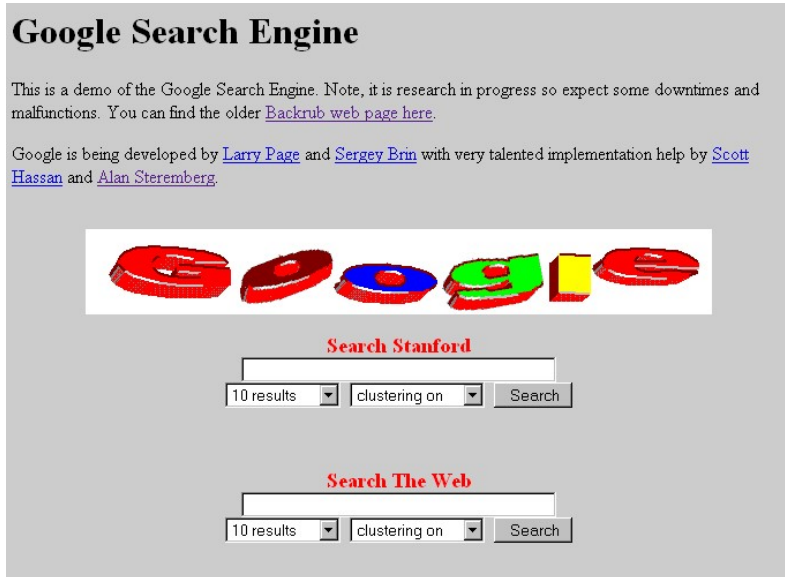 Google Search Engine
This is a demo of the Google Search Engine. Note, it is research in progress so expect some downtimes and
malfunctions. You can find the older Backrub web page here.
Google is being developed by Larry Page and Sergey Brin with very talented implementation help by Scott
Hassan and Alan Steremberg.
Google
Search Stanford
10 results clustering on Search
Search The Web
10 results clustering on Search